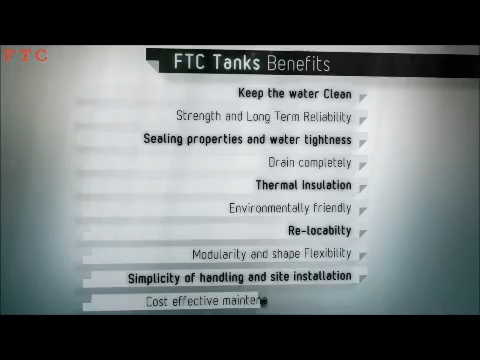 FTC
FTC Tanks Benefits
Keep the water Clean
Strength and Long Term Reliability
Sealing properties and water tightness
Drain completely
Thermal Insulation
Environmentally friendly
Re-locabilty
Modularity and shape Flexibility
Simplicity of handling and site installation
Cost effective maintena